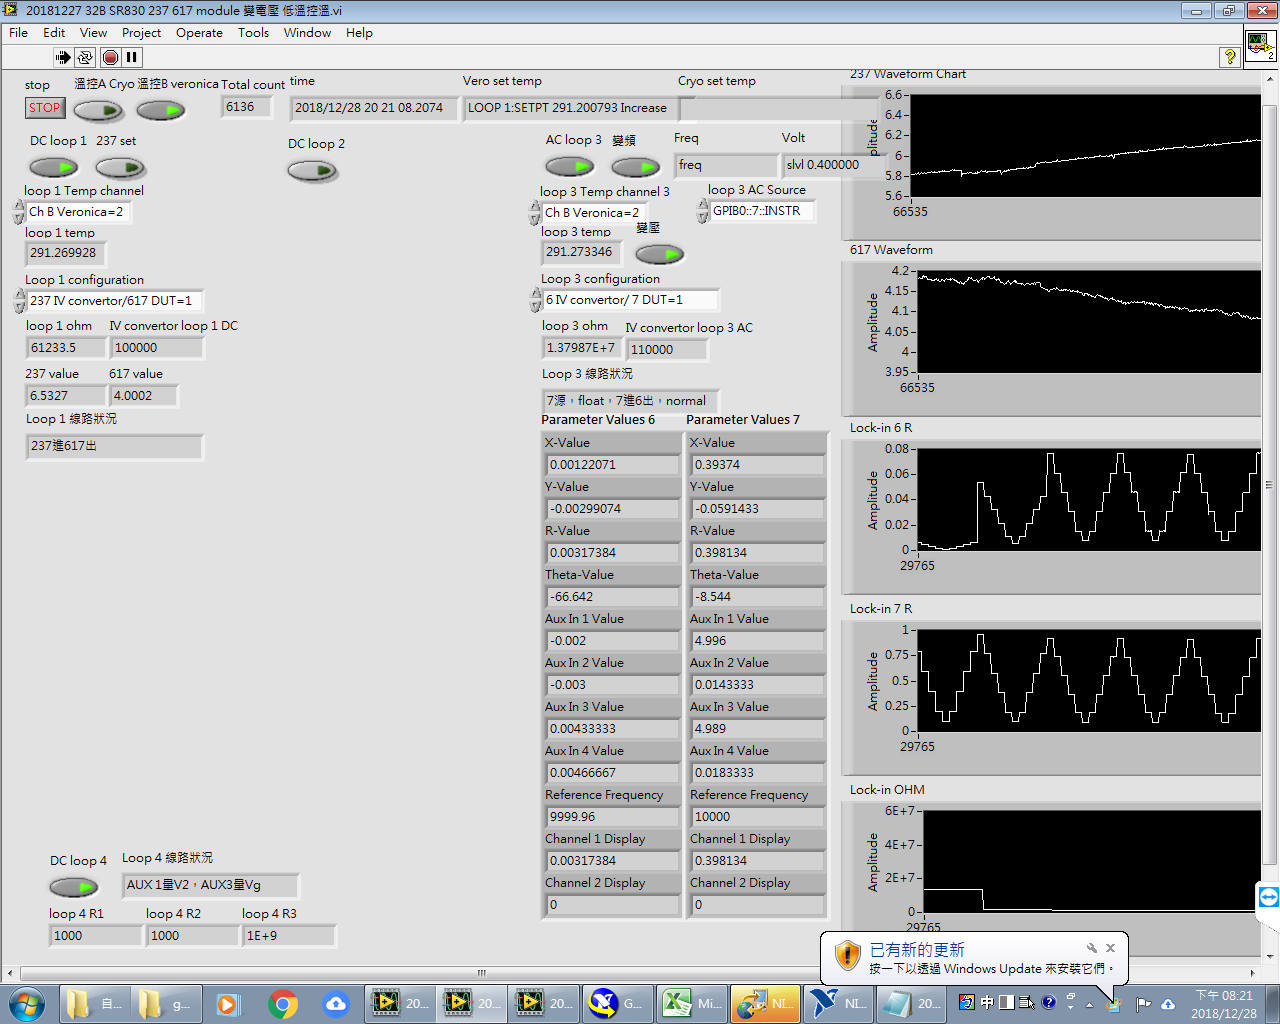 20181227 32B SR830 237 617 module 變電壓 低溫控溫.vi
File Edit View Project Operate Tools Window Help
2
stop 溫控A Cryo 溫控B veronica Total count time Vero set temp Cryo set temp
STOP 6136 2018/12/28 20 21 08.2074 LOOP 1:SETPT 291.200793 Increase
DC loop 1 237 set DC loop 2 AC loop 3 變頻 Freq Volt
freq slvl 0.400000
loop 1 Temp channel loop 3 Temp channel 3 loop 3 AC Source
Ch B Veronica=2 Ch B Veronica=2 GPIB0::7::INSTR
loop 1 temp loop 3 temp 變壓
291.269928 291.273346
Loop 1 configuration Loop 3 configuration
237 IV convertor/617 DUT=1 6 IV convertor/ 7 DUT=1
loop 1 ohm IV convertor loop 1 DC loop 3 ohm IV convertor loop 3 AC
61233.5 100000 1.37987E+7 110000
237 value 617 value Loop 3 線路狀況
6.5327 4.0002 7源，float，7進6出，normal
Loop 1 線路狀況
237進617出
Parameter Values 6 Parameter Values 7
X-Value X-Value
0.00122071 0.39374
Y-Value Y-Value
-0.00299074 -0.0591433
R-Value R-Value
0.00317384 0.398134
Theta-Value Theta-Value
-66.642 -8.544
Aux In 1 Value Aux In 1 Value
-0.002 4.996
Aux In 2 Value Aux In 2 Value
-0.003 0.0143333
Aux In 3 Value Aux In 3 Value
0.00433333 4.989
Aux In 4 Value Aux In 4 Value
0.00466667 0.0183333
Reference Frequency Reference Frequency
9999.96 10000
Channel 1 Display Channel 1 Display
0.00317384 0.398134
Channel 2 Display Channel 2 Display
0 0
DC loop 4 Loop 4 線路狀況
AUX 1量V2，AUX3量Vg
loop 4 R1 loop 4 R2 loop 4 R3
1000 1000 1E+9
237 Waveform Chart
6.6
6.4
6.2
6
5.8
5.6
plitude
66535
617 Waveform
4.2
4.15
4.1
4.05
4
3.95
Amplitude
66535
Lock-in 6 R
0.08
0.06
0.04
0.02
0
Amplitude
29765
Lock-in 7 R
1
0.75
0.5
0.25
0
Amplitude
29765
Lock-in OHM
6E+7
4E+7
2E+7
0
Amplitude
29765
已有新的更新
按一下以透過 Windows Update 來安裝它們。
自... g... 20... 20... 20... G... Mi... NI... NI... 20... 中
下午 08:21
2018/12/28